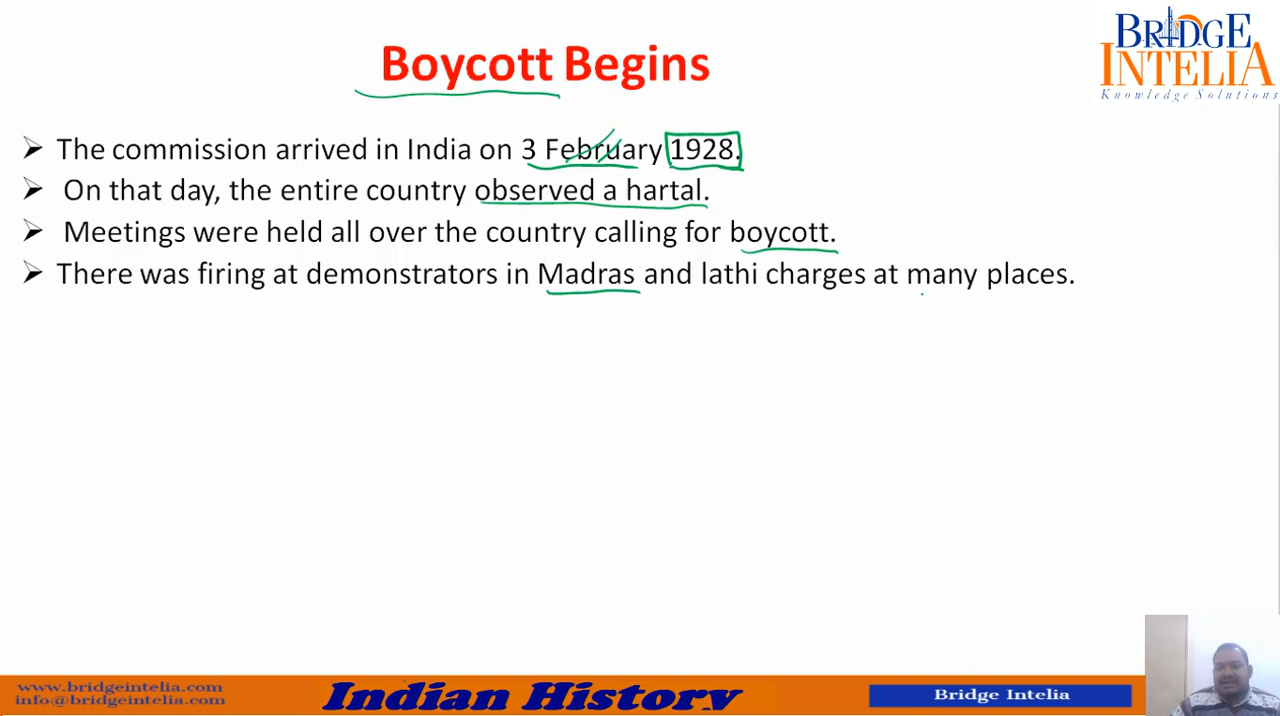 BRIDGE
INTELIA
Knowledge Solutions
Boycott Begins
➢ The commission arrived in India on 3 February 1928.
➢ On that day, the entire country observed a hartal.
➢ Meetings were held all over the country calling for boycott.
➢ There was firing at demonstrators in Madras and lathi charges at many places.
www.bridgeintelia.com
info@bridgeintelia.com
Indian History
Bridge Intelia